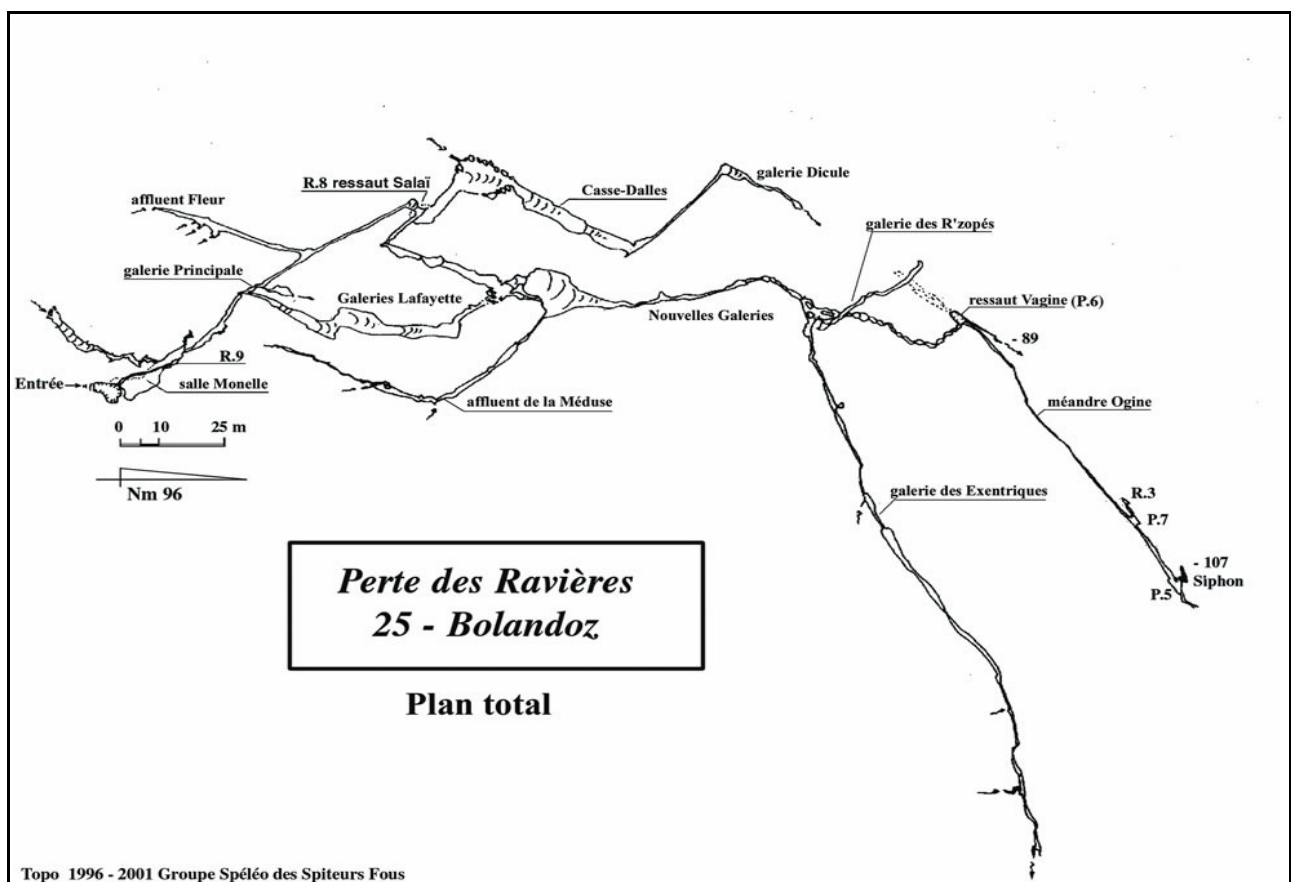 R.8 ressaut Salaï
Casse-Dalles
galerie Dicule
affluent Fleur
galerie des R'zopés
galerie Principale
Galeries Lafayette
Nouvelles Galeries
ressaut Vagine (P.6)
- 89
R.9
Entrée
salle Monelle
affluent de la Méduse
méandre Ogine
0 10 25 m
Nm 96
galerie des Exentriques
R.3
P.7
- 107
Siphon
P.5
Perte des Ravières
25 - Bolandoz
Plan total
Topo 1996 - 2001 Groupe Spéléo des Spiteurs Fous